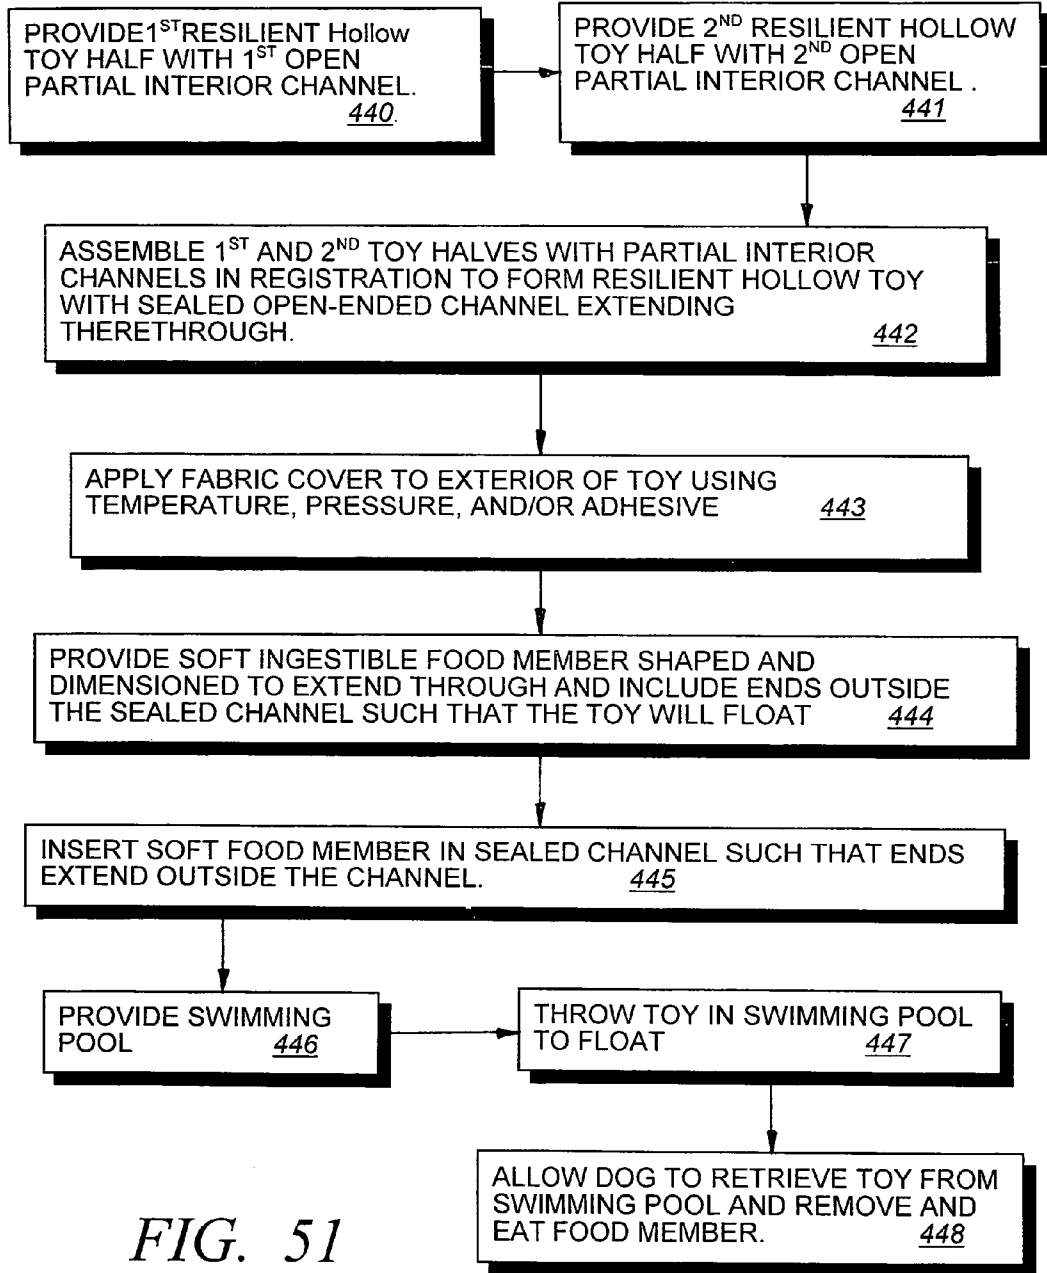 PROVIDE 1ST RESILIENT Hollow
TOY HALF WITH 1ST OPEN
PARTIAL INTERIOR CHANNEL.
440.
PROVIDE 2ND RESILIENT HOLLOW
TOY HALF WITH 2ND OPEN
PARTIAL INTERIOR CHANNEL .
441
ASSEMBLE 1ST AND 2ND TOY HALVES WITH PARTIAL INTERIOR
CHANNELS IN REGISTRATION TO FORM RESILIENT HOLLOW TOY
WITH SEALED OPEN-ENDED CHANNEL EXTENDING
THERETHROUGH. 442
APPLY FABRIC COVER TO EXTERIOR OF TOY USING
TEMPERATURE, PRESSURE, AND/OR ADHESIVE 443
PROVIDE SOFT INGESTIBLE FOOD MEMBER SHAPED AND
DIMENSIONED TO EXTEND THROUGH AND INCLUDE ENDS OUTSIDE
THE SEALED CHANNEL SUCH THAT THE TOY WILL FLOAT 444
INSERT SOFT FOOD MEMBER IN SEALED CHANNEL SUCH THAT ENDS
EXTEND OUTSIDE THE CHANNEL. 445
PROVIDE SWIMMING
POOL 446
THROW TOY IN SWIMMING POOL
TO FLOAT 447
ALLOW DOG TO RETRIEVE TOY FROM
SWIMMING POOL AND REMOVE AND
EAT FOOD MEMBER. 448
FIG. 51